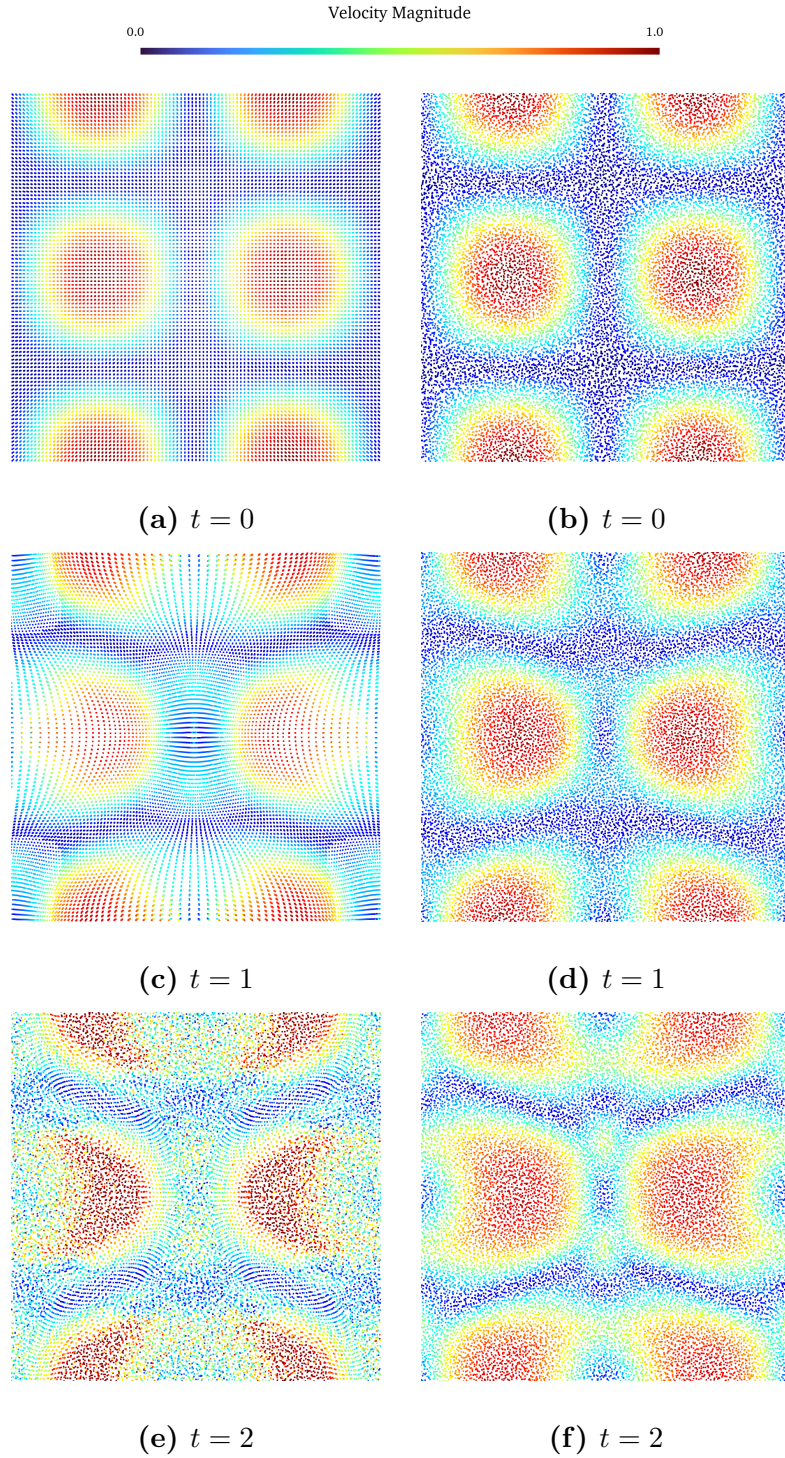 Velocity Magnitude
0.0 1.0
(a) t = 0 (b) t = 0
(c) t = 1 (d) t = 1
(e) t = 2 (f) t = 2